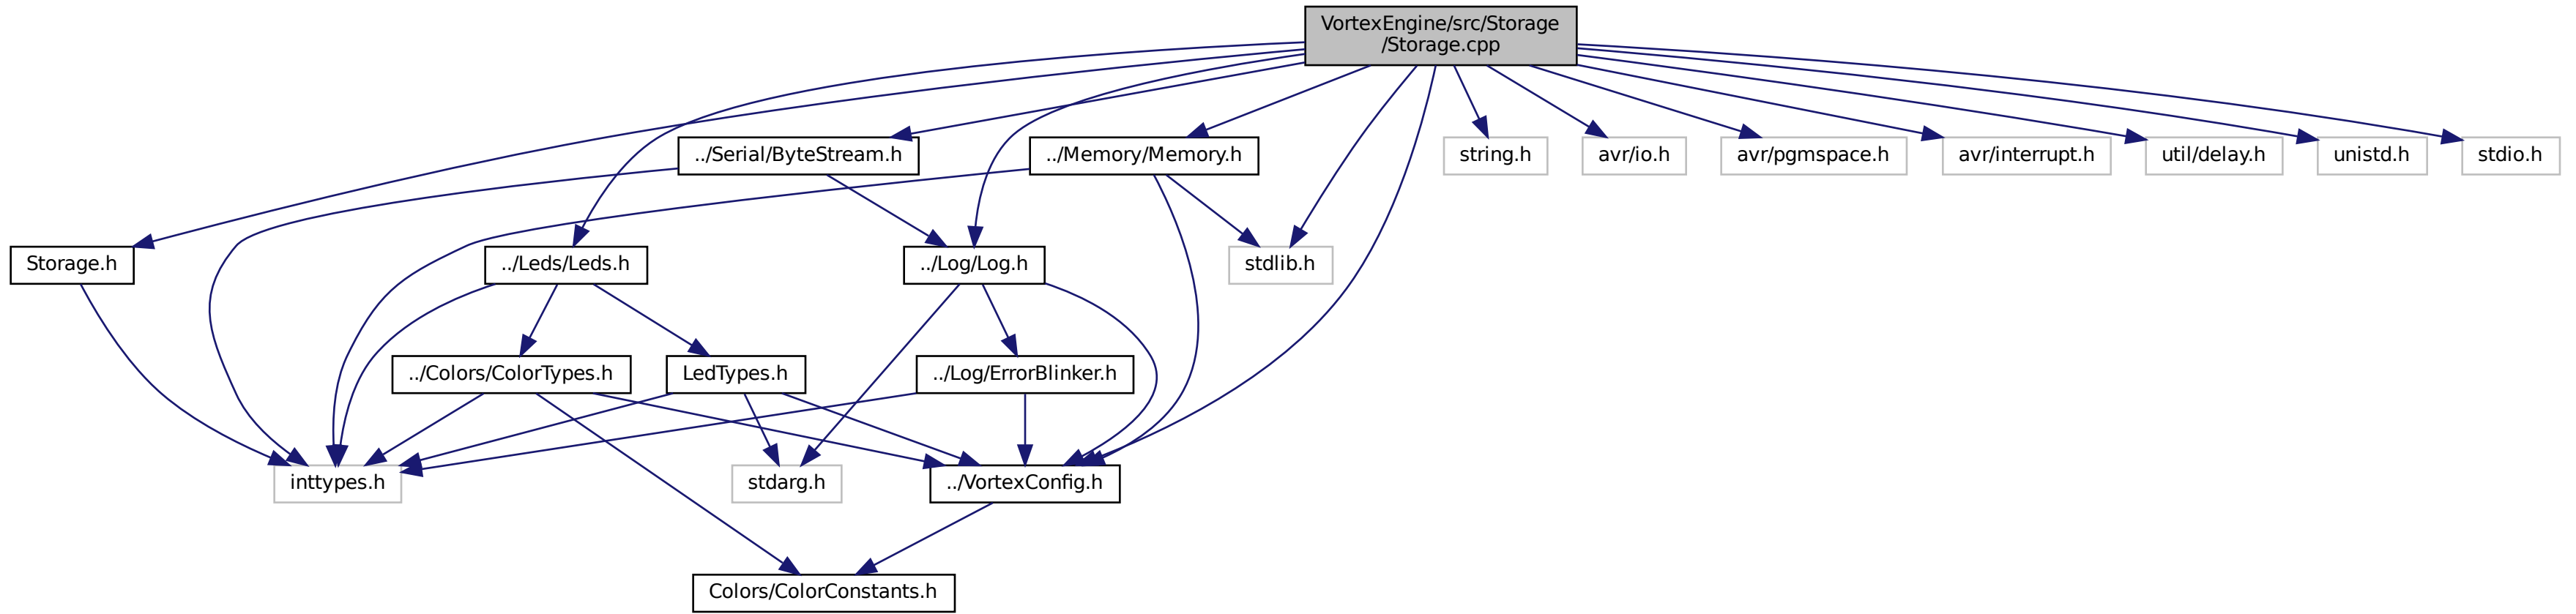 VortexEngine/src/Storage
/Storage.cpp
../Serial/ByteStream.h
../Memory/Memory.h
string.h
avr/io.h
avr/pgmspace.h
avr/interrupt.h
util/delay.h
unistd.h
stdio.h
Storage.h
../Leds/Leds.h
../Log/Log.h
stdlib.h
../Colors/ColorTypes.h
LedTypes.h
../Log/ErrorBlinker.h
inttypes.h
stdarg.h
../VortexConfig.h
Colors/ColorConstants.h